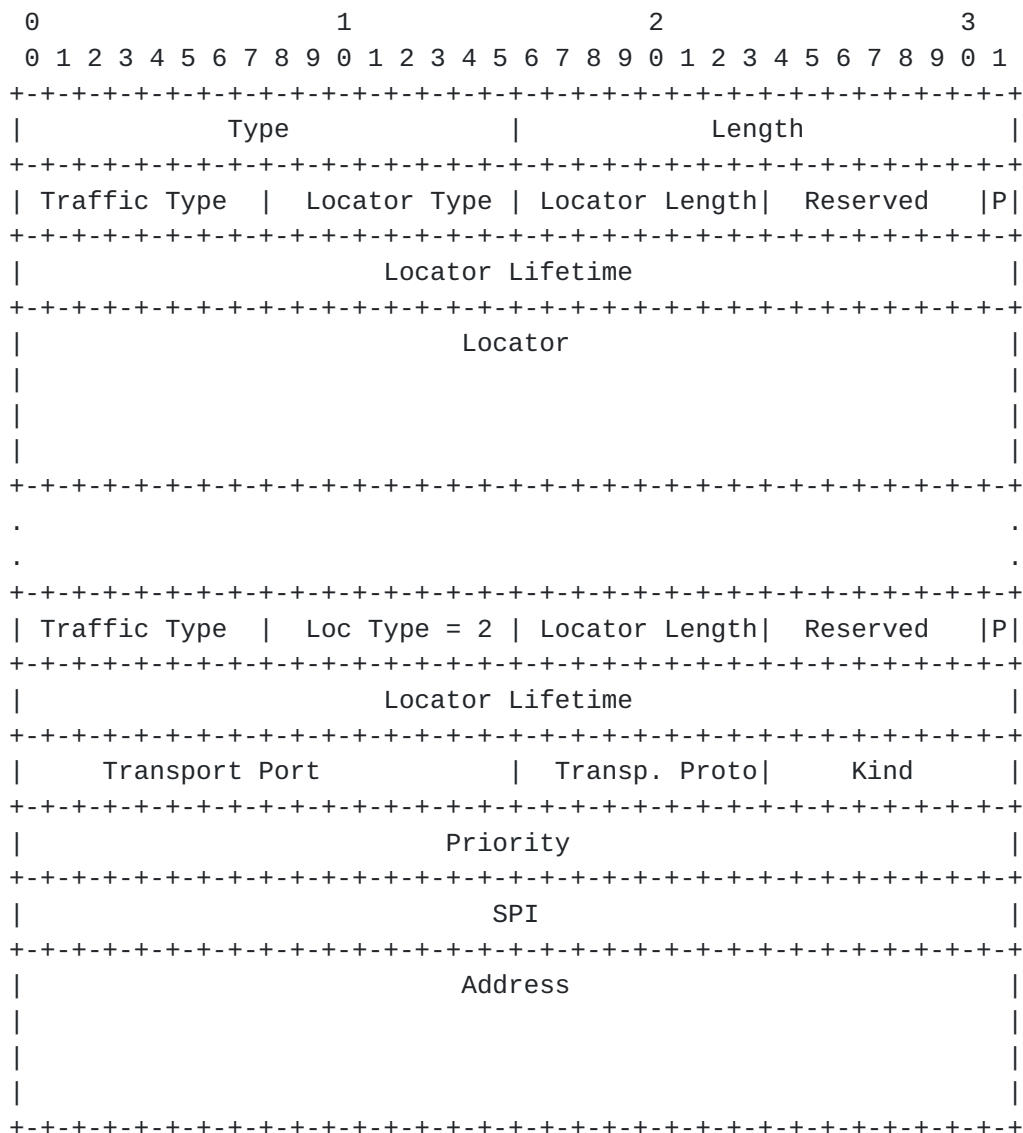 0                   1                   2                   3
 0 1 2 3 4 5 6 7 8 9 0 1 2 3 4 5 6 7 8 9 0 1 2 3 4 5 6 7 8 9 0 1
+-+-+-+-+-+-+-+-+-+-+-+-+-+-+-+-+-+-+-+-+-+-+-+-+-+-+-+-+-+-+-+-+
|             Type              |            Length             |
+-+-+-+-+-+-+-+-+-+-+-+-+-+-+-+-+-+-+-+-+-+-+-+-+-+-+-+-+-+-+-+-+
| Traffic Type  |  Locator Type | Locator Length|  Reserved   |P|
+-+-+-+-+-+-+-+-+-+-+-+-+-+-+-+-+-+-+-+-+-+-+-+-+-+-+-+-+-+-+-+-+
|                       Locator Lifetime                        |
+-+-+-+-+-+-+-+-+-+-+-+-+-+-+-+-+-+-+-+-+-+-+-+-+-+-+-+-+-+-+-+-+
|                            Locator                            |
|                                                               |
|                                                               |
|                                                               |
+-+-+-+-+-+-+-+-+-+-+-+-+-+-+-+-+-+-+-+-+-+-+-+-+-+-+-+-+-+-+-+-+
.                                                               .
.                                                               .
+-+-+-+-+-+-+-+-+-+-+-+-+-+-+-+-+-+-+-+-+-+-+-+-+-+-+-+-+-+-+-+-+
| Traffic Type  |  Loc Type = 2 | Locator Length|  Reserved   |P|
+-+-+-+-+-+-+-+-+-+-+-+-+-+-+-+-+-+-+-+-+-+-+-+-+-+-+-+-+-+-+-+-+
|                       Locator Lifetime                        |
+-+-+-+-+-+-+-+-+-+-+-+-+-+-+-+-+-+-+-+-+-+-+-+-+-+-+-+-+-+-+-+-+
|     Transport Port            |  Transp. Proto|     Kind      |
+-+-+-+-+-+-+-+-+-+-+-+-+-+-+-+-+-+-+-+-+-+-+-+-+-+-+-+-+-+-+-+-+
|                           Priority                            |
+-+-+-+-+-+-+-+-+-+-+-+-+-+-+-+-+-+-+-+-+-+-+-+-+-+-+-+-+-+-+-+-+
|                              SPI                              |
+-+-+-+-+-+-+-+-+-+-+-+-+-+-+-+-+-+-+-+-+-+-+-+-+-+-+-+-+-+-+-+-+
|                            Address                            |
|                                                               |
|                                                               |
|                                                               |
+-+-+-+-+-+-+-+-+-+-+-+-+-+-+-+-+-+-+-+-+-+-+-+-+-+-+-+-+-+-+-+-+